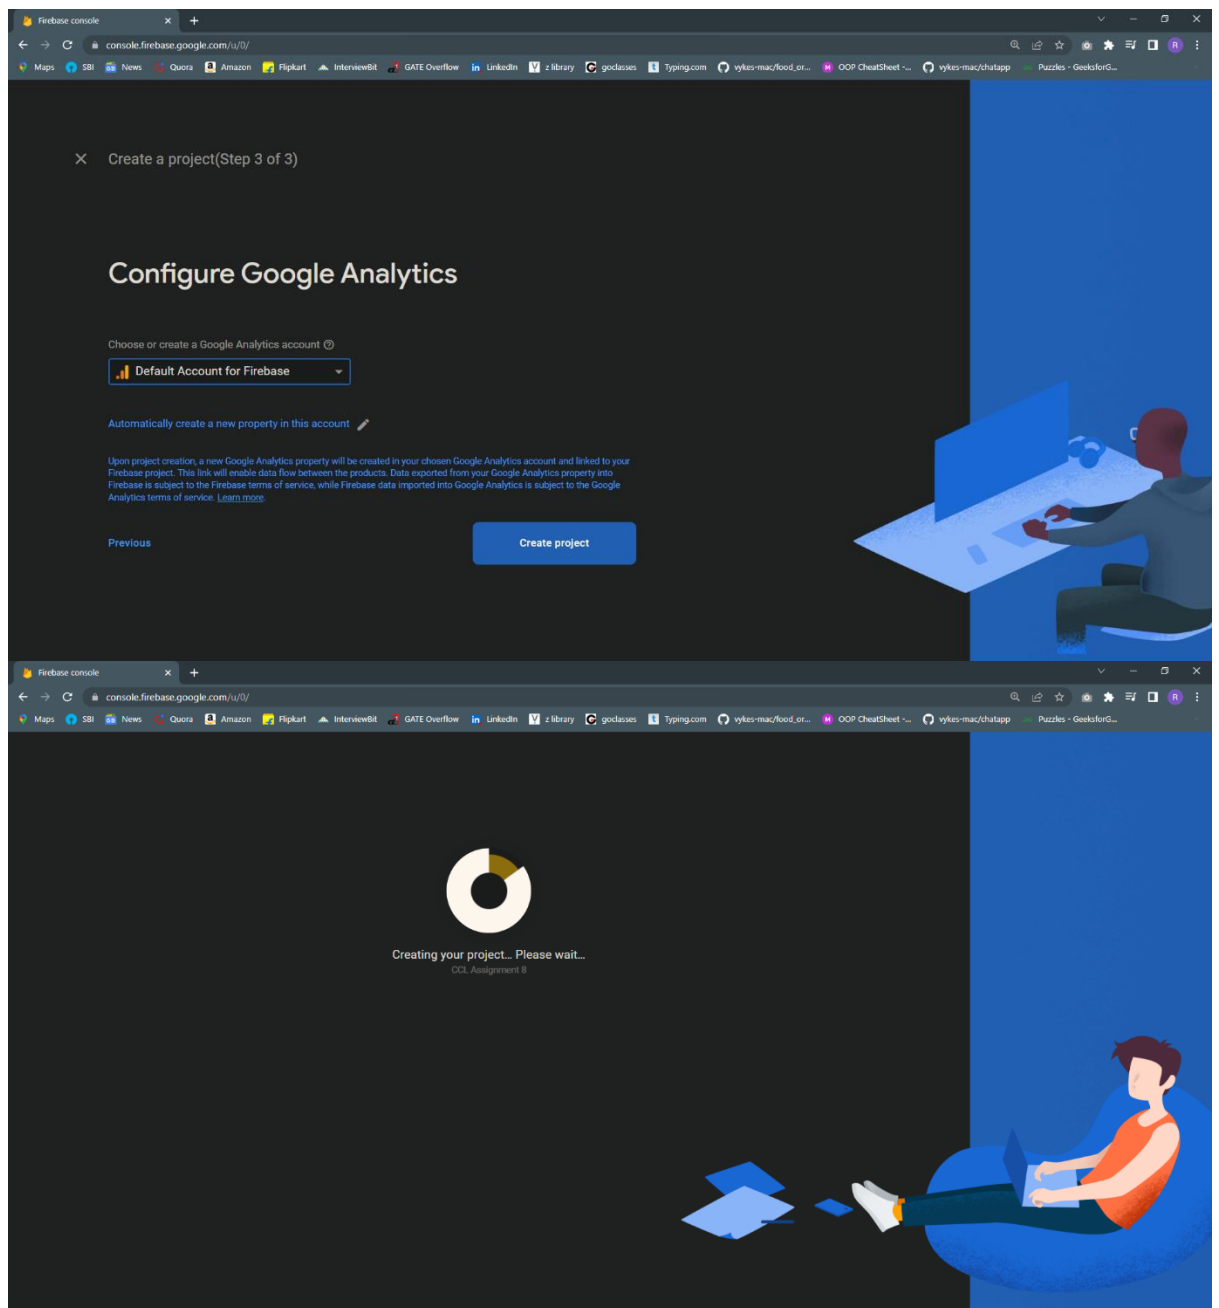 Firebase console
console.firebase.google.com/u/0/
R
Maps SBI News Quora Amazon Flipkart InterviewBit GATE Overflow LinkedIn z library goclasses Typing.com vykes-mac/food_or... OOP CheatSheet -... vykes-mac/chatapp Puzzles - GeeksforG...
Create a project(Step 3 of 3)
Configure Google Analytics
Choose or create a Google Analytics account
Default Account for Firebase
Automatically create a new property in this account
Upon project creation, a new Google Analytics property will be created in your chosen Google Analytics account and linked to your
Firebase project. This link will enable data flow between the products. Data exported from your Google Analytics property into
Firebase is subject to the Firebase terms of service, while Firebase data imported into Google Analytics is subject to the Google
Analytics terms of service. Learn more.
Previous Create project
Firebase console
console.firebase.google.com/u/0/
R
Maps SBI News Quora Amazon Flipkart InterviewBit GATE Overflow LinkedIn z library goclasses Typing.com vykes-mac/food_or... OOP CheatSheet -... vykes-mac/chatapp Puzzles - GeeksforG...
Creating your project... Please wait...
CCL Assignment 8